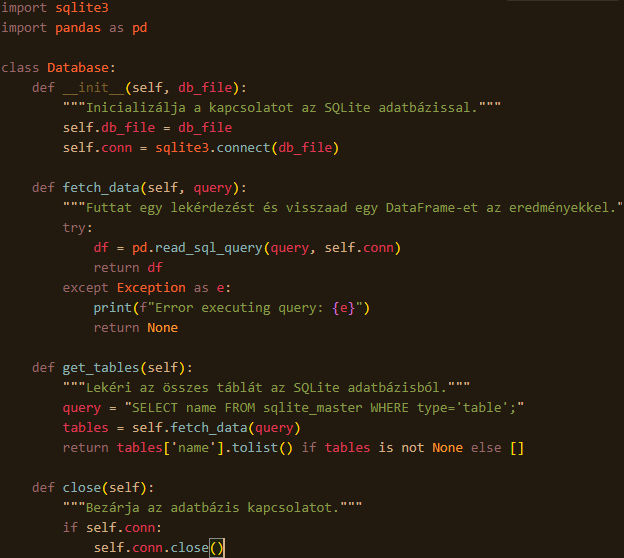 import sqlite3
import pandas as pd

class Database:
    def __init__(self, db_file):
        """Inicializálja a kapcsolatot az SQLite adatbázissal."""
        self.db_file = db_file
        self.conn = sqlite3.connect(db_file)

    def fetch_data(self, query):
        """Futtat egy lekérdezést és visszaad egy DataFrame-et az eredményekkel."
        try:
            df = pd.read_sql_query(query, self.conn)
            return df
        except Exception as e:
            print(f"Error executing query: {e}")
            return None

    def get_tables(self):
        """Lekéri az összes táblát az SQLite adatbázisból."""
        query = "SELECT name FROM sqlite_master WHERE type='table';"
        tables = self.fetch_data(query)
        return tables['name'].tolist() if tables is not None else []

    def close(self):
        """Bezárja az adatbázis kapcsolatot."""
        if self.conn:
            self.conn.close()